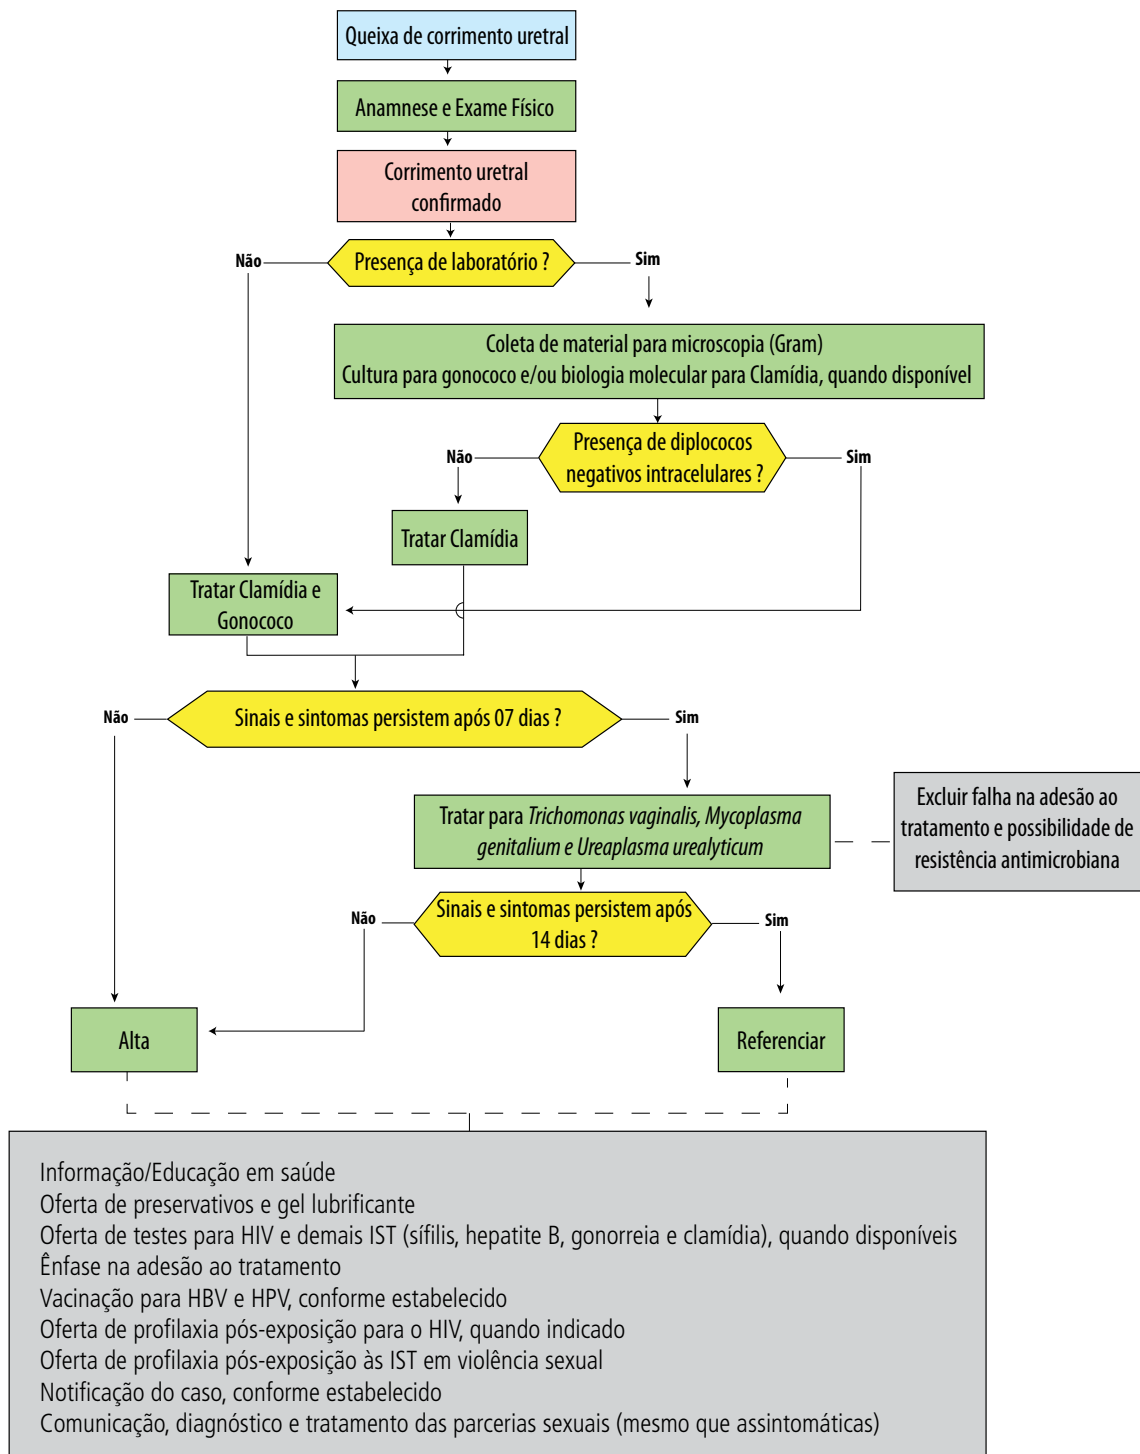 Queixa de corrimento uretral
Anamnese e Exame Físico
Corrimento uretral
confirmado
Presença de laboratório ?
Não
Sim
Coleta de material para microscopia (Gram)
Cultura para gonococo e/ou biologia molecular para Clamídia, quando disponível
Presença de diplococos
negativos intracelulares ?
Não
Sim
Tratar Clamídia
Tratar Clamídia e
Gonococo
Sinais e sintomas persistem após 07 dias ?
Não
Sim
Tratar para Trichomonas vaginalis, Mycoplasma
genitalium e Ureaplasma urealyticum
Excluir falha na adesão ao
tratamento e possibilidade de
resistência antimicrobiana
Sinais e sintomas persistem após
14 dias ?
Não
Sim
Alta
Referenciar
Informação/Educação em saúde
Oferta de preservativos e gel lubrificante
Oferta de testes para HIV e demais IST (sífilis, hepatite B, gonorreia e clamídia), quando disponíveis
Ênfase na adesão ao tratamento
Vacinação para HBV e HPV, conforme estabelecido
Oferta de profilaxia pós-exposição para o HIV, quando indicado
Oferta de profilaxia pós-exposição às IST em violência sexual
Notificação do caso, conforme estabelecido
Comunicação, diagnóstico e tratamento das parcerias sexuais (mesmo que assintomáticas)